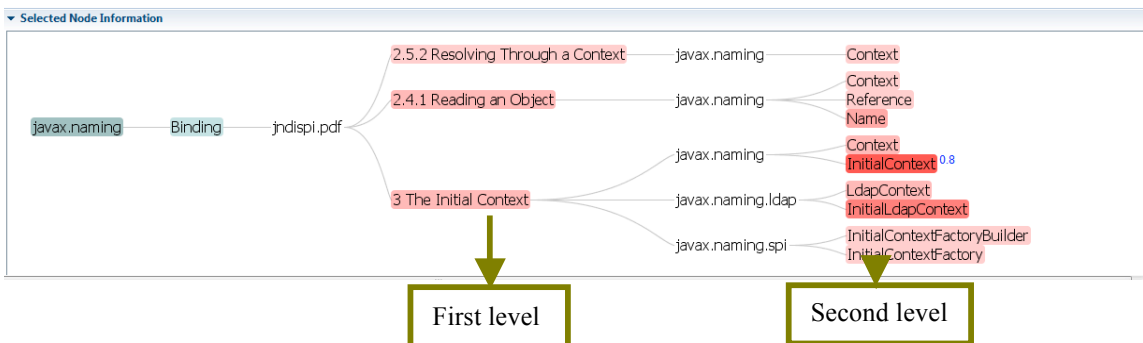 Selected Node Information
2.5.2 Resolving Through a Context javax.naming Context
Context
2.4.1 Reading an Object javax.naming Reference
Name
javax.naming Binding jndispi.pdf
Context
javax.naming
InitialContext 0.8
LdapContext
3 The Initial Context javax.naming.ldap
InitialLdapContext
InitialContextFactoryBuilder
javax.naming.spi
InitialContextFactory
First level
Second level